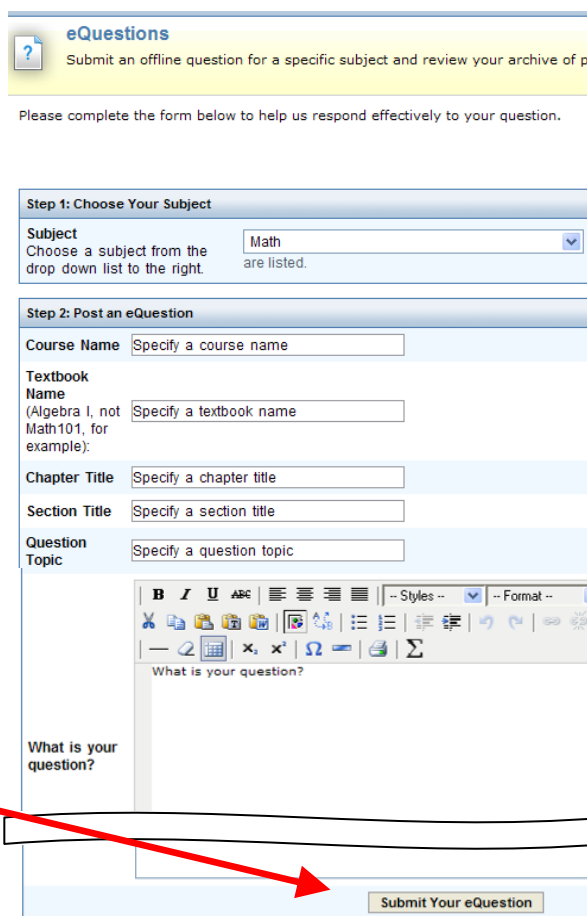 eQuestions
Submit an offline question for a specific subject and review your archive of p
Please complete the form below to help us respond effectively to your question.
Step 1: Choose Your Subject
Subject
Choose a subject from the
drop down list to the right.
Math
are listed.
Step 2: Post an eQuestion
Course Name Specify a course name
Textbook
Name
(Algebra I, not
Math101, for
example):
Specify a textbook name
Chapter Title Specify a chapter title
Section Title Specify a section title
Question
Topic
Specify a question topic
B I U ABC -- Styles -- -- Format --
x₂ x² Ω Σ
What is your question?
What is your
question?
Submit Your eQuestion